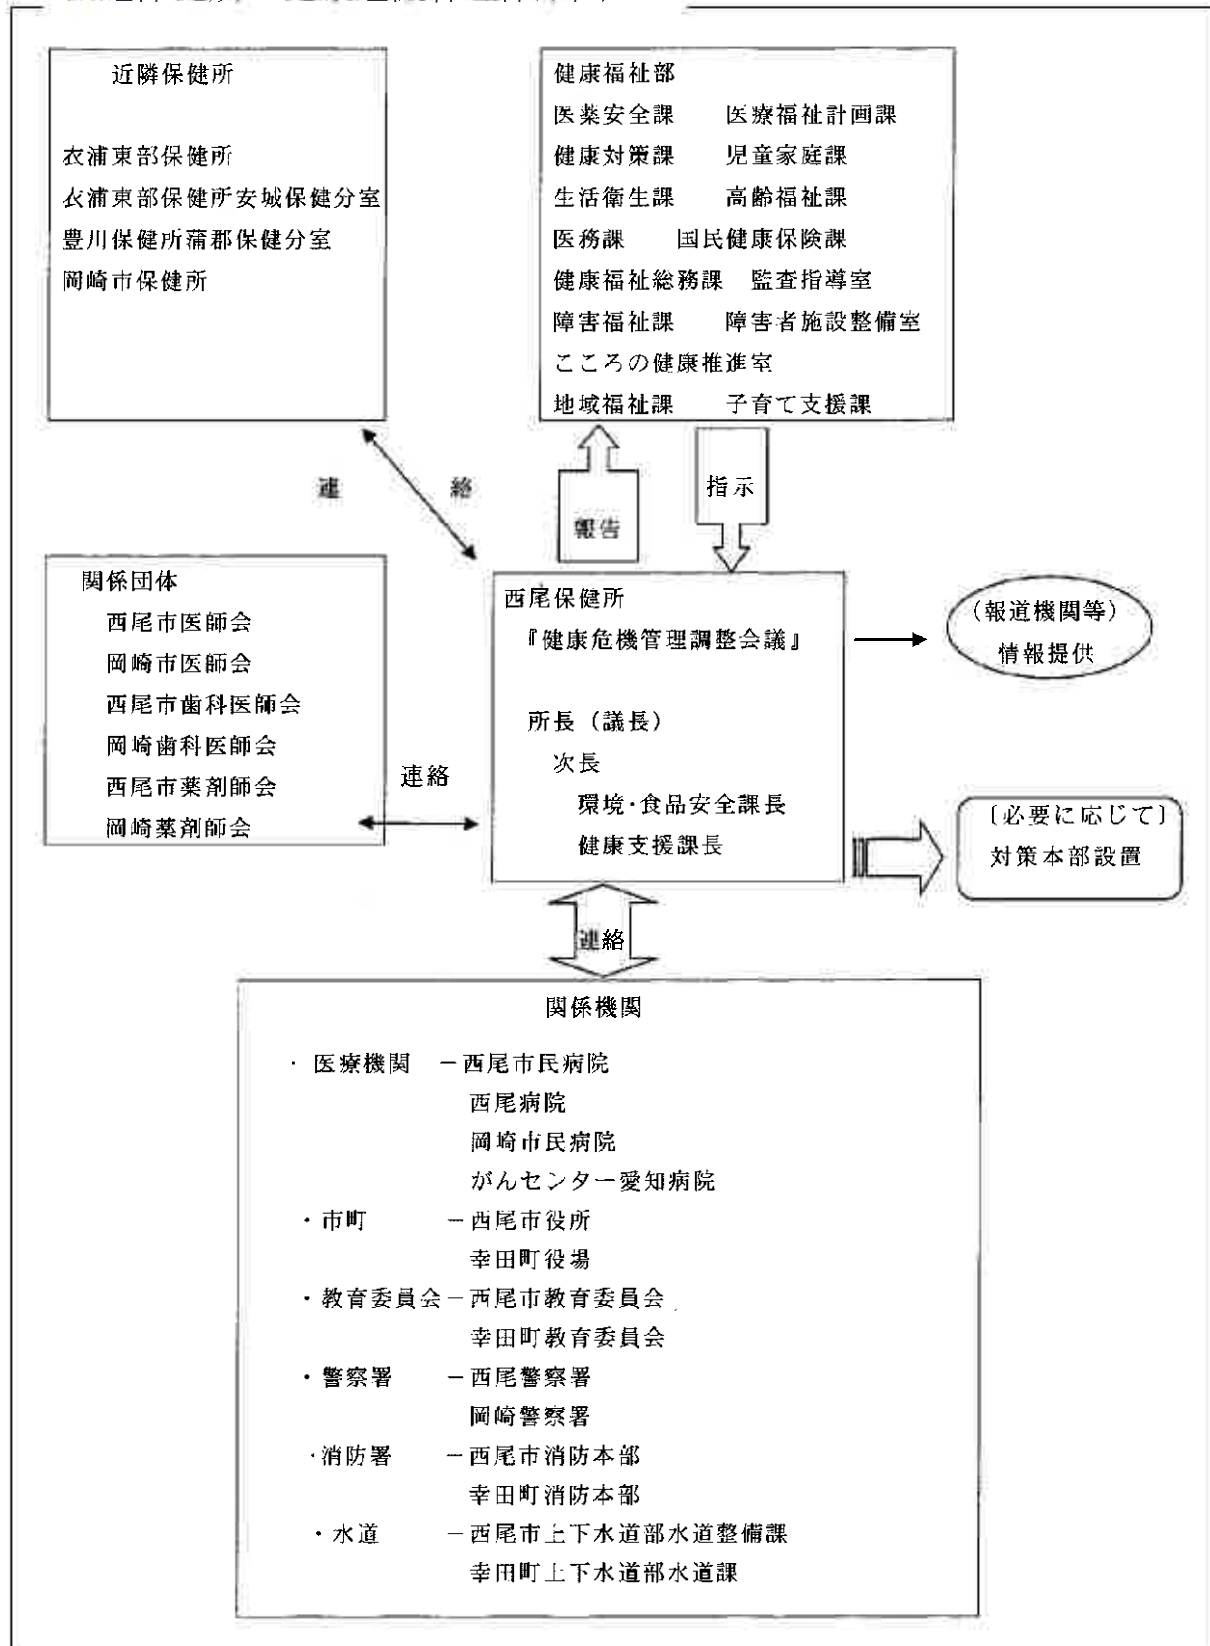 近隣保健所
衣浦東部保健所
衣浦東部保健所安城保健分室
豊川保健所蒲郡保健分室
岡崎市保健所
健康福祉部
医薬安全課 医療福祉計画課
健康対策課 児童家庭課
生活衛生課 高齢福祉課
医務課 国民健康保険課
健康福祉総務課 監査指導室
障害福祉課 障害者施設整備室
こころの健康推進室
地域福祉課 子育て支援課
連 絡
報告
指示
関係団体
西尾市医師会
岡崎市医師会
西尾市歯科医師会
岡崎歯科医師会
西尾市薬剤師会
岡崎薬剤師会
連絡
西尾保健所
『健康危機管理調整会議』
所長(議長)
次長
環境・食品安全課長
健康支援課長
(報道機関等)
情報提供
〔必要に応じて〕
対策本部設置
連絡
関係機関
・医療機関 -西尾市民病院
西尾病院
岡崎市民病院
がんセンター愛知病院
・市町 -西尾市役所
幸田町役場
・教育委員会-西尾市教育委員会
幸田町教育委員会
・警察署 -西尾警察署
岡崎警察署
・消防署 -西尾市消防本部
幸田町消防本部
・水道 -西尾市上下水道部水道整備課
幸田町上下水道部水道課